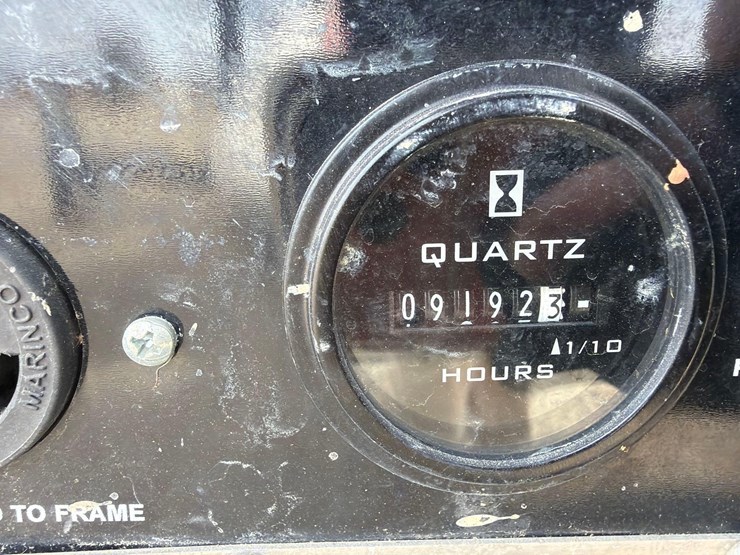 QUARTZ
091923
1/10
HOURS
MARINCO
TO FRAME